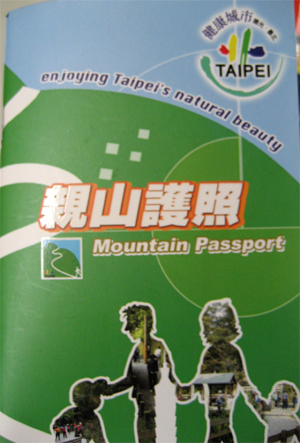 健康城市
TAIPEI
enjoying Taipei's natural beauty
親山護照
Mountain Passport